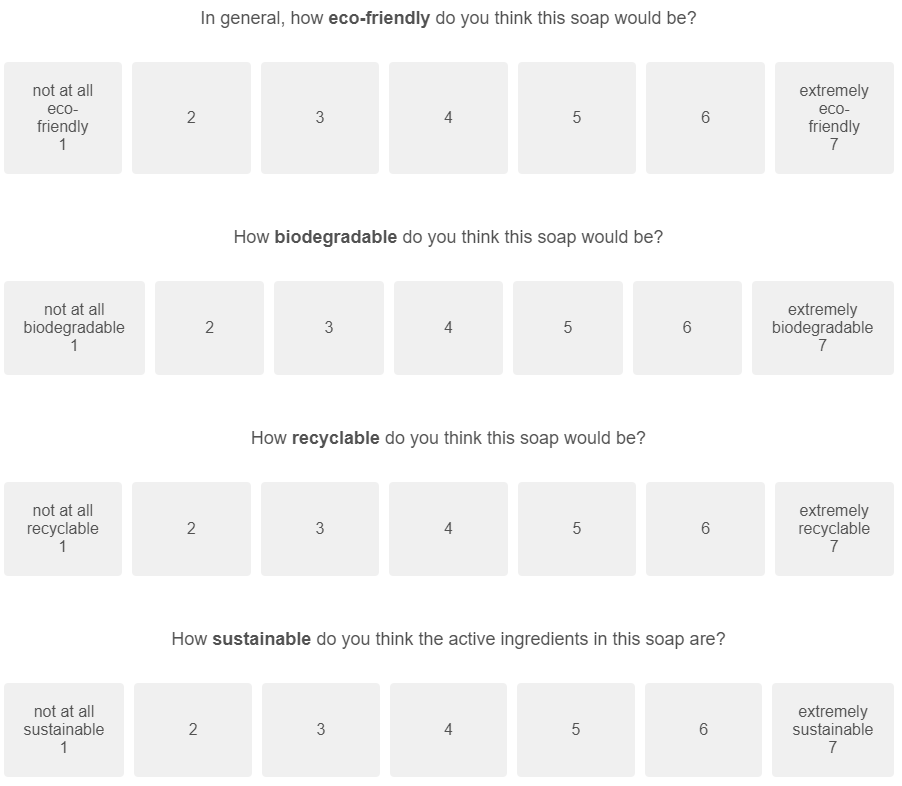 In general, how eco-friendly do you think this soap would be?
not at all
eco-
friendly
1
2
3
4
5
6
extremely
eco-
friendly
7
How biodegradable do you think this soap would be?
not at all
biodegradable
1
2
3
4
5
6
extremely
biodegradable
7
How recyclable do you think this soap would be?
not at all
recyclable
1
2
3
4
5
6
extremely
recyclable
7
How sustainable do you think the active ingredients in this soap are?
not at all
sustainable
1
2
3
4
5
6
extremely
sustainable
7